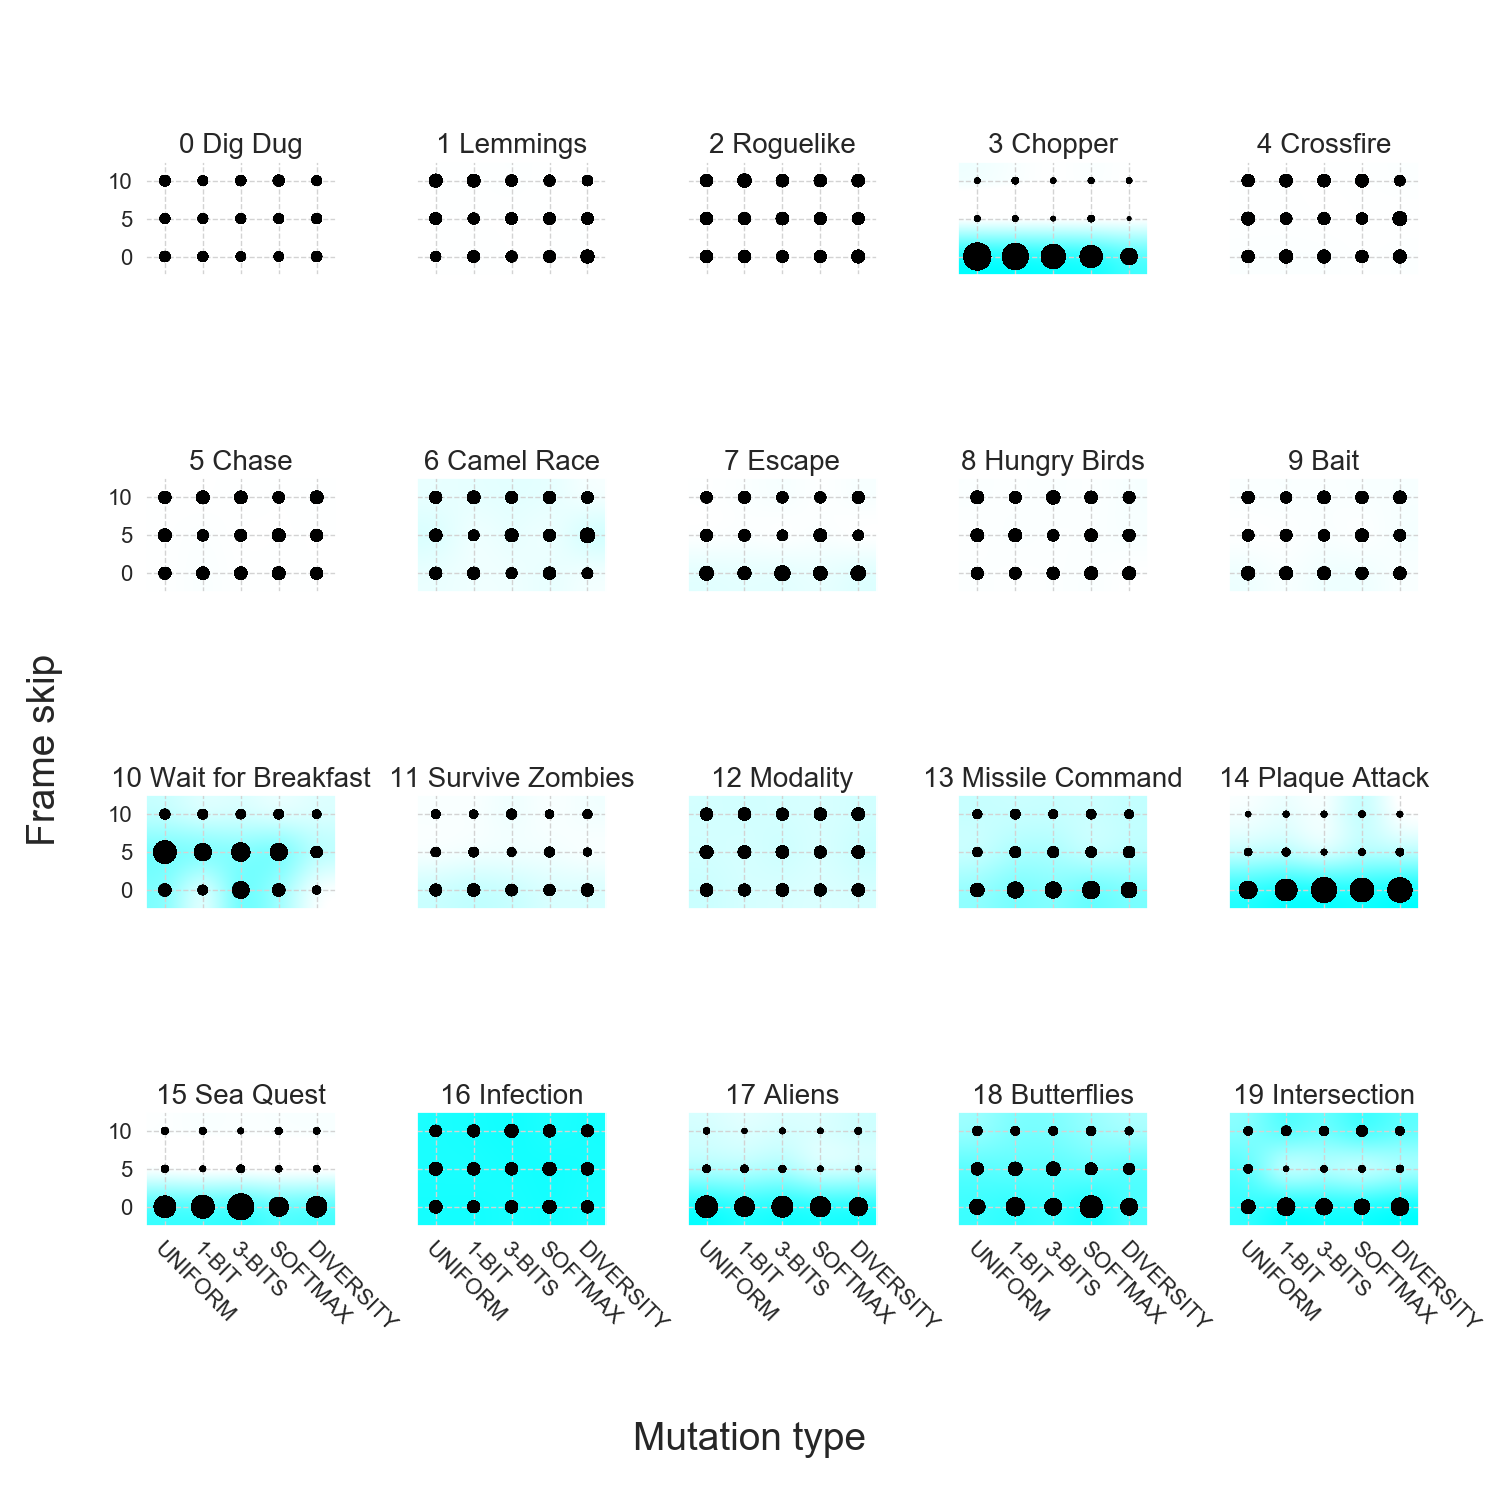 0 Dig Dug
1 Lemmings
2 Roguelike
3 Chopper
4 Crossfire
10
5
0
5 Chase
6 Camel Race
7 Escape
8 Hungry Birds
9 Bait
10
5
0
Frame skip
10 Wait for Breakfast
11 Survive Zombies
12 Modality
13 Missile Command
14 Plaque Attack
10
5
0
15 Sea Quest
16 Infection
17 Aliens
18 Butterflies
19 Intersection
10
5
0
UNIFORM
1-BIT
3-BITS
SOFTMAX
DIVERSITY
UNIFORM
1-BIT
3-BITS
SOFTMAX
DIVERSITY
UNIFORM
1-BIT
3-BITS
SOFTMAX
DIVERSITY
UNIFORM
1-BIT
3-BITS
SOFTMAX
DIVERSITY
UNIFORM
1-BIT
3-BITS
SOFTMAX
DIVERSITY
Mutation type